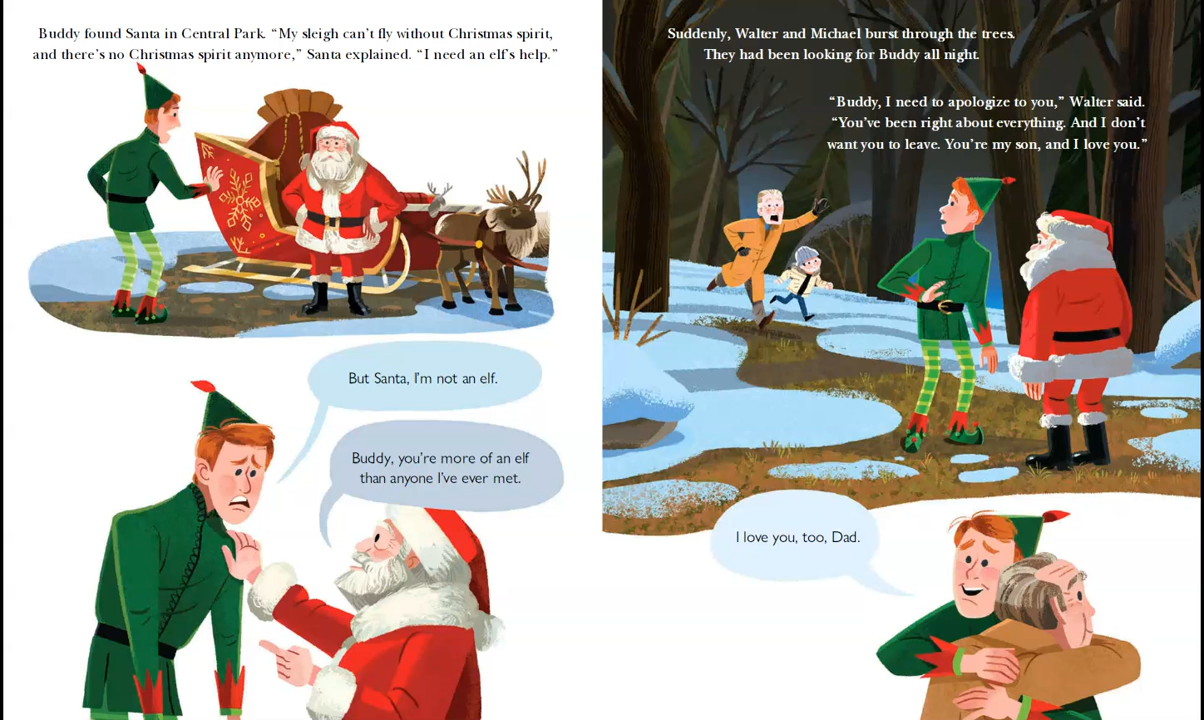 Buddy found Santa in Central Park. “My sleigh can’t fly without Christmas spirit,
and there’s no Christmas spirit anymore,” Santa explained. “I need an elf’s help.”
But Santa, I’m not an elf.
Buddy, you’re more of an elf
than anyone I’ve ever met.
Suddenly, Walter and Michael burst through the trees.
They had been looking for Buddy all night.
“Buddy, I need to apologize to you,” Walter said.
“You’ve been right about everything. And I don’t
want you to leave. You’re my son, and I love you.”
I love you, too, Dad.